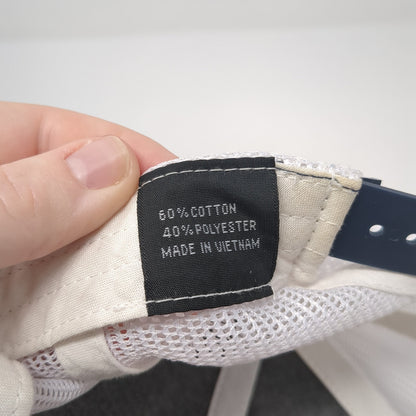 60% COTTON
40% POLYESTER
MADE IN VIETNAM